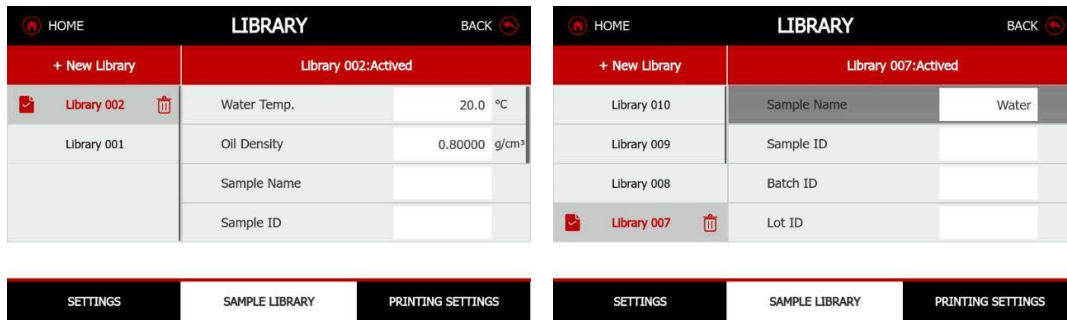 HOME LIBRARY BACK
+ New Library Library 002:Actived
Library 002 Water Temp. 20.0 °C
Library 001 Oil Density 0.80000 g/cm³
Sample Name
Sample ID
SETTINGS SAMPLE LIBRARY PRINTING SETTINGS
HOME LIBRARY BACK
+ New Library Library 007:Actived
Library 010 Sample Name Water
Library 009 Sample ID
Library 008 Batch ID
Library 007 Lot ID
SETTINGS SAMPLE LIBRARY PRINTING SETTINGS